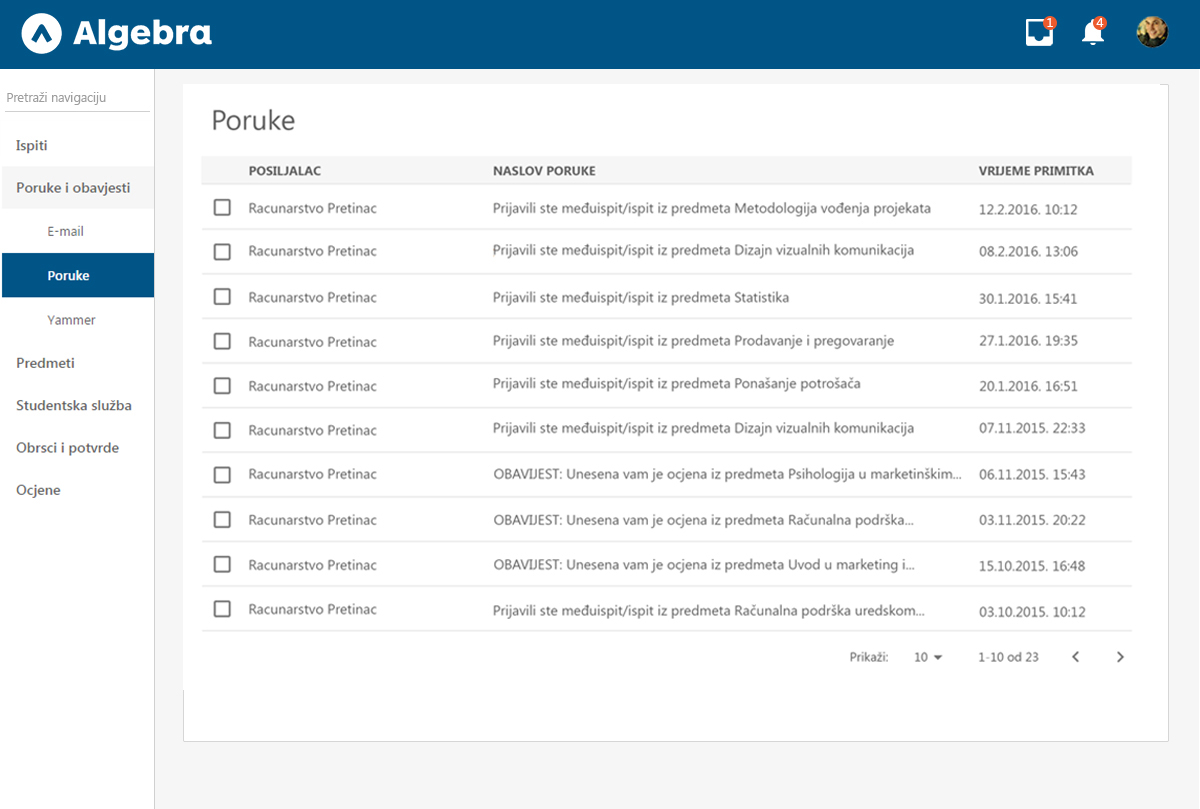 Algebra
1
4
Pretraži navigaciju
Ispiti
Poruke i obavjesti
E-mail
Poruke
Yammer
Predmeti
Studentska služba
Obrsci i potvrde
Ocjene
Poruke
POSILJALAC NASLOV PORUKE VRIJEME PRIMITKA
Racunarstvo Pretinac Prijavili ste međuispit/ispit iz predmeta Metodologija vođenja projekata 12.2.2016. 10:12
Racunarstvo Pretinac Prijavili ste međuispit/ispit iz predmeta Dizajn vizualnih komunikacija 08.2.2016. 13:06
Racunarstvo Pretinac Prijavili ste međuispit/ispit iz predmeta Statistika 30.1.2016. 15:41
Racunarstvo Pretinac Prijavili ste međuispit/ispit iz predmeta Prodavanje i pregovaranje 27.1.2016. 19:35
Racunarstvo Pretinac Prijavili ste međuispit/ispit iz predmeta Ponašanje potrošača 20.1.2016. 16:51
Racunarstvo Pretinac Prijavili ste međuispit/ispit iz predmeta Dizajn vizualnih komunikacija 07.11.2015. 22:33
Racunarstvo Pretinac OBAVIJEST: Unesena vam je ocjena iz predmeta Psihologija u marketinškim... 06.11.2015. 15:43
Racunarstvo Pretinac OBAVIJEST: Unesena vam je ocjena iz predmeta Računalna podrška... 03.11.2015. 20:22
Racunarstvo Pretinac OBAVIJEST: Unesena vam je ocjena iz predmeta Uvod u marketing i... 15.10.2015. 16:48
Racunarstvo Pretinac Prijavili ste međuispit/ispit iz predmeta Računalna podrška uredskom... 03.10.2015. 10:12
Prikaži: 10 1-10 od 23